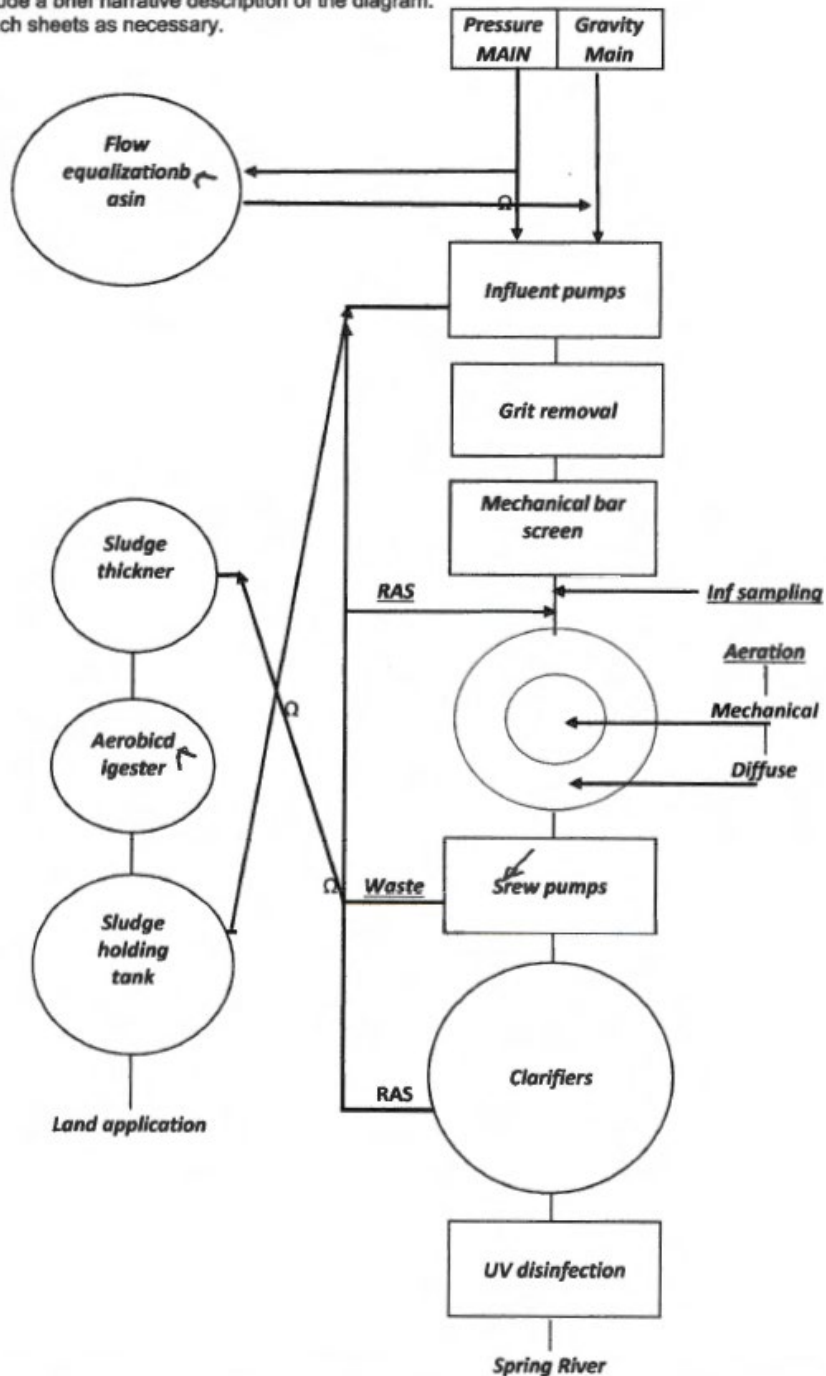 a brief narrative description of the diagram.
sheets as necessary.
Pressure
MAIN
Gravity
Main
Flow
equalizationb
asin
Ω
Influent pumps
Grit removal
Mechanical bar
screen
Sludge
thickner
RAS
Inf sampling
Aeration
Mechanical
Diffuse
Ω
Aerobicd
igester
Ω
Waste
Srew pumps
Sludge
holding
tank
Clarifiers
RAS
Land application
UV disinfection
Spring River